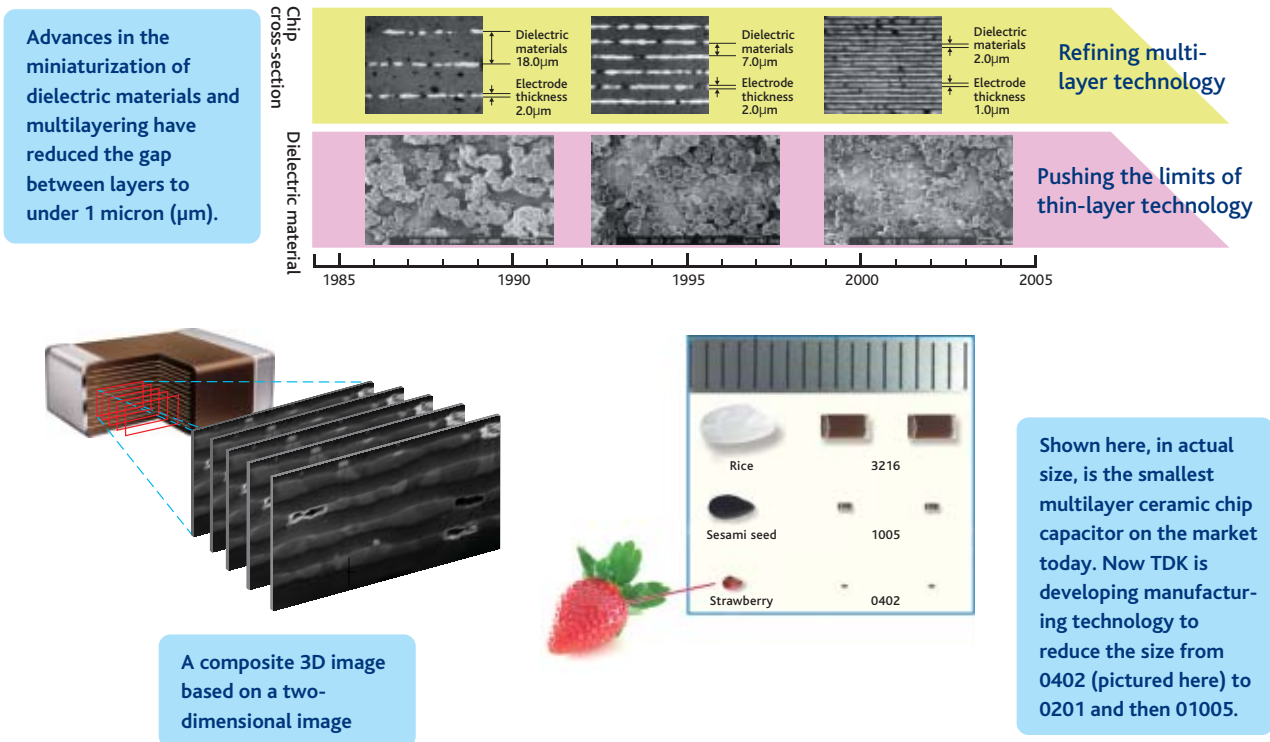 Advances in the
miniaturization of
dielectric materials and
multilayering have
reduced the gap
between layers to
under 1 micron (µm).
Chip
cross-section
Dielectric
materials
18.0µm
Electrode
thickness
2.0µm
Dielectric
materials
7.0µm
Electrode
thickness
2.0µm
Dielectric
materials
2.0µm
Electrode
thickness
1.0µm
Refining multi-
layer technology
Dielectric material
Pushing the limits of
thin-layer technology
1985
1990
1995
2000
2005
Rice
3216
Sesami seed
1005
Strawberry
0402
A composite 3D image
based on a two-
dimensional image
Shown here, in actual
size, is the smallest
multilayer ceramic chip
capacitor on the market
today. Now TDK is
developing manufactur-
ing technology to
reduce the size from
0402 (pictured here) to
0201 and then 01005.